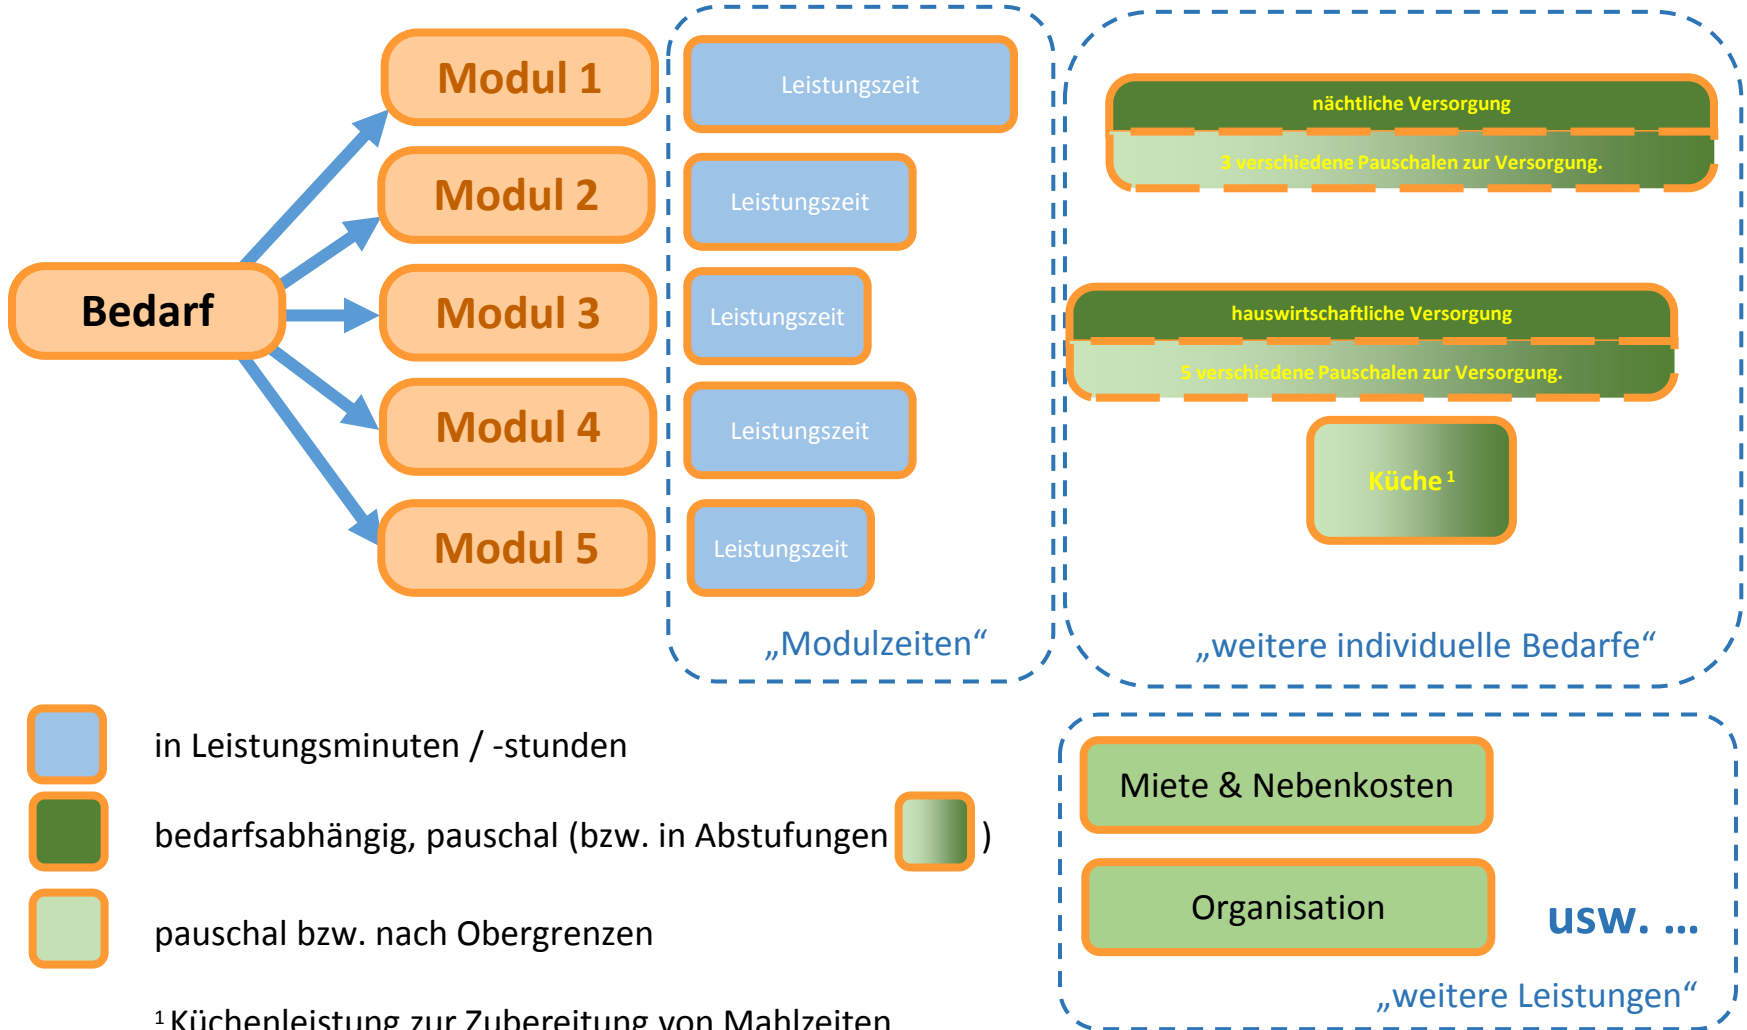 Bedarf
Modul 1
Leistungszeit
Modul 2
Leistungszeit
Modul 3
Leistungszeit
Modul 4
Leistungszeit
Modul 5
Leistungszeit
„Modulzeiten“
nächtliche Versorgung
3 verschiedene Pauschalen zur Versorgung.
hauswirtschaftliche Versorgung
5 verschiedene Pauschalen zur Versorgung.
Küche ¹
„weitere individuelle Bedarfe“
in Leistungsminuten / -stunden
bedarfsabhängig, pauschal (bzw. in Abstufungen )
pauschal bzw. nach Obergrenzen
¹ Küchenleistung zur Zubereitung von Mahlzeiten
Miete & Nebenkosten
Organisation
usw. ...
„weitere Leistungen“